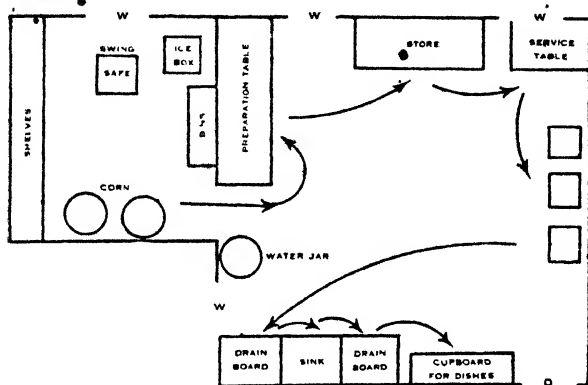 W
W
W
SWING
SAFE
ICE
BOX
STORE
SERVICE
TABLE
SHELVES
BINS
PREPARATION TABLE
CORN
WATER JAR
W
DRAIN
BOARD
SINK
DRAIN
BOARD
CUPBOARD
FOR DISHES
D